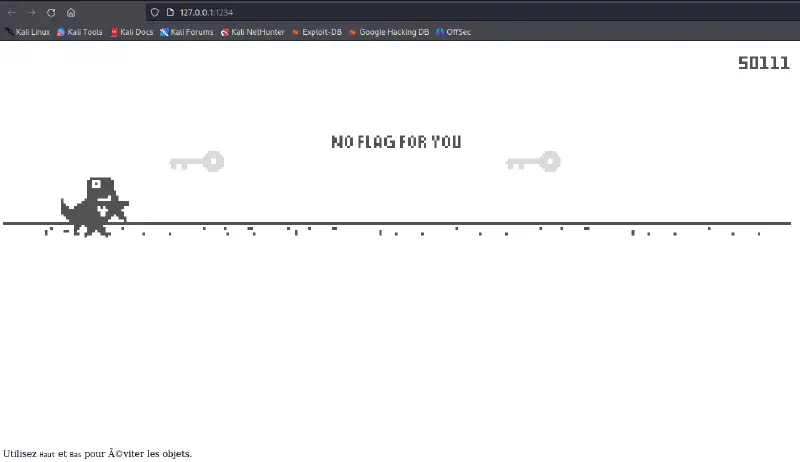 127.0.0.1:1234
Kali Linux Kali Tools Kali Docs Kali Forums Kali NetHunter Exploit-DB Google Hacking DB OffSec
50111
NO FLAG FOR YOU
Utilisez Haut et Bas pour Ã©viter les objets.